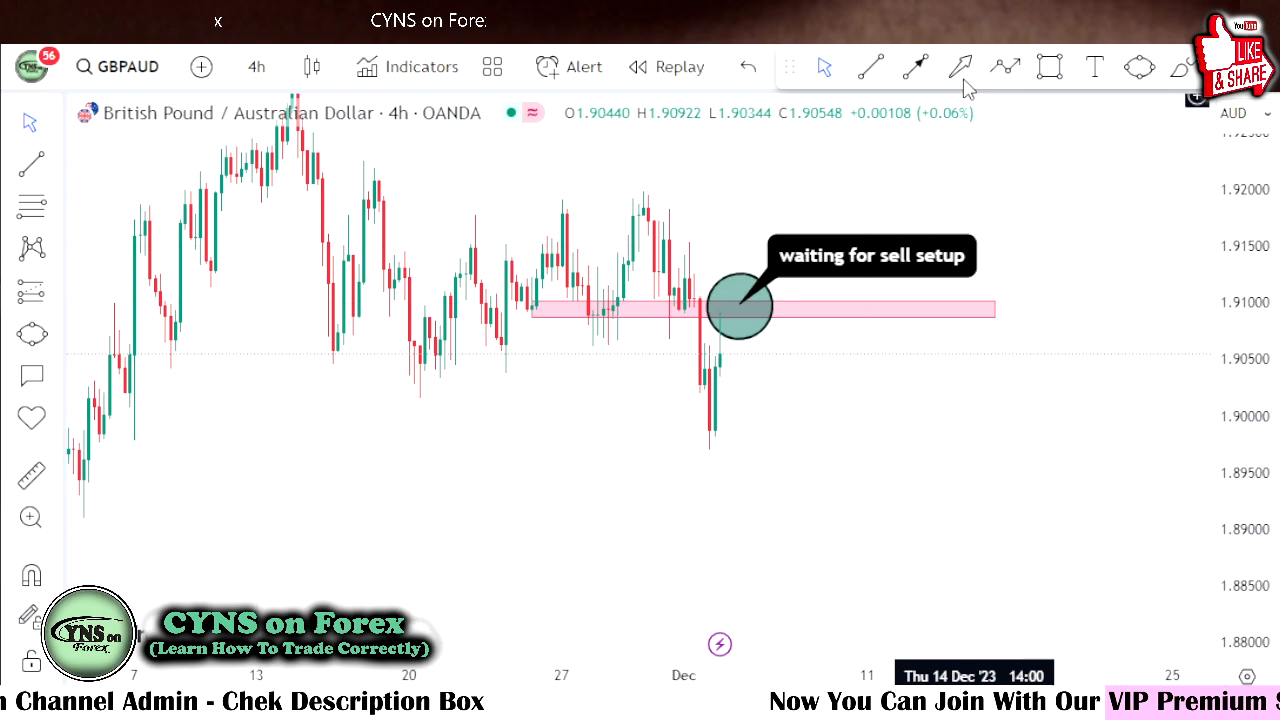 x CYNS on Fore
You Tube
LIKE
& SHARE
56
GBPAUD 4h Indicators Alert Replay
British Pound / Australian Dollar · 4h · OANDA O1.90440 H1.90922 L1.90344 C1.90548 +0.00108 (+0.06%) AUD
1.92500
1.92000
1.91500
1.91000
1.90500
1.90000
1.89500
1.89000
1.88500
1.88000
waiting for sell setup
CYNS on
Forex
CYNS on Forex
(Learn How To Trade Correctly)
7 13 20 27 Dec 11 Thu 14 Dec '23 14:00 25
Channel Admin - Chek Description Box Now You Can Join With Our VIP Premium S